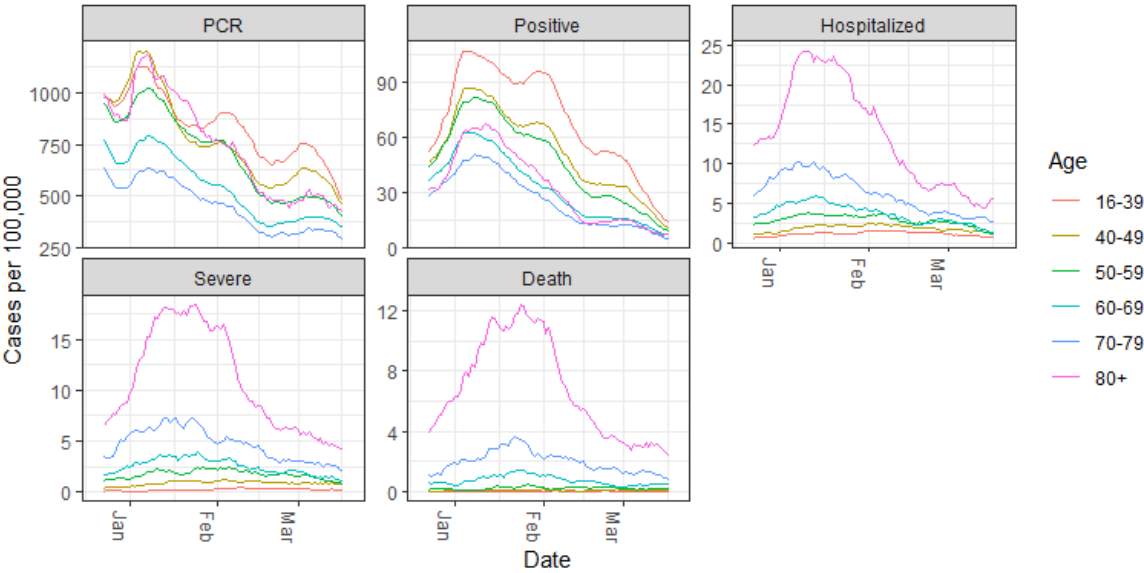 PCR
Positive
Hospitalized
1000
750
500
250
90
60
30
0
25
20
15
10
5
0
Jan
Feb
Mar
Severe
Death
15
10
5
0
12
8
4
0
Jan
Feb
Mar
Jan
Feb
Mar
Cases per 100,000
Date
Age
16-39
40-49
50-59
60-69
70-79
80+